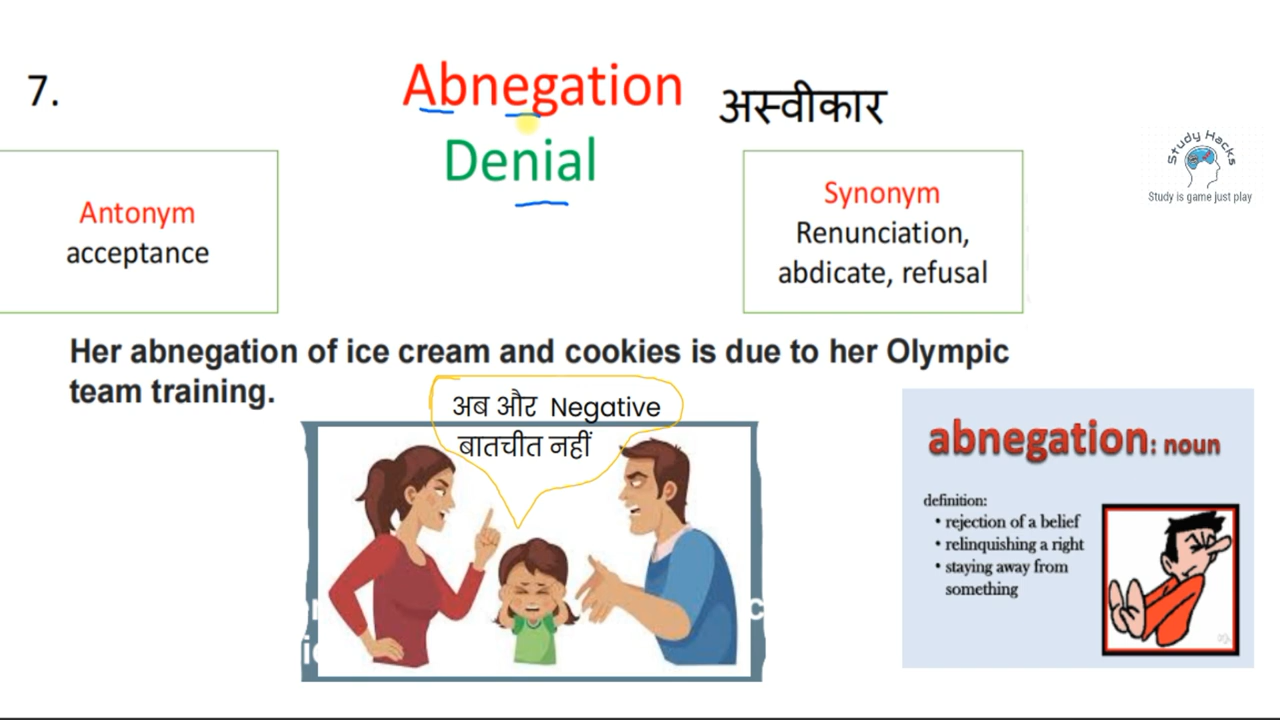 7.
Abnegation
अस्वीकार
Denial
Study Hacks
Study is game just play
Antonym
acceptance
Synonym
Renunciation,
abdicate, refusal
Her abnegation of ice cream and cookies is due to her Olympic
team training.
अब और Negative
बातचीत नहीं
abnegation: noun
definition:
• rejection of a belief
• relinquishing a right
• staying away from
something